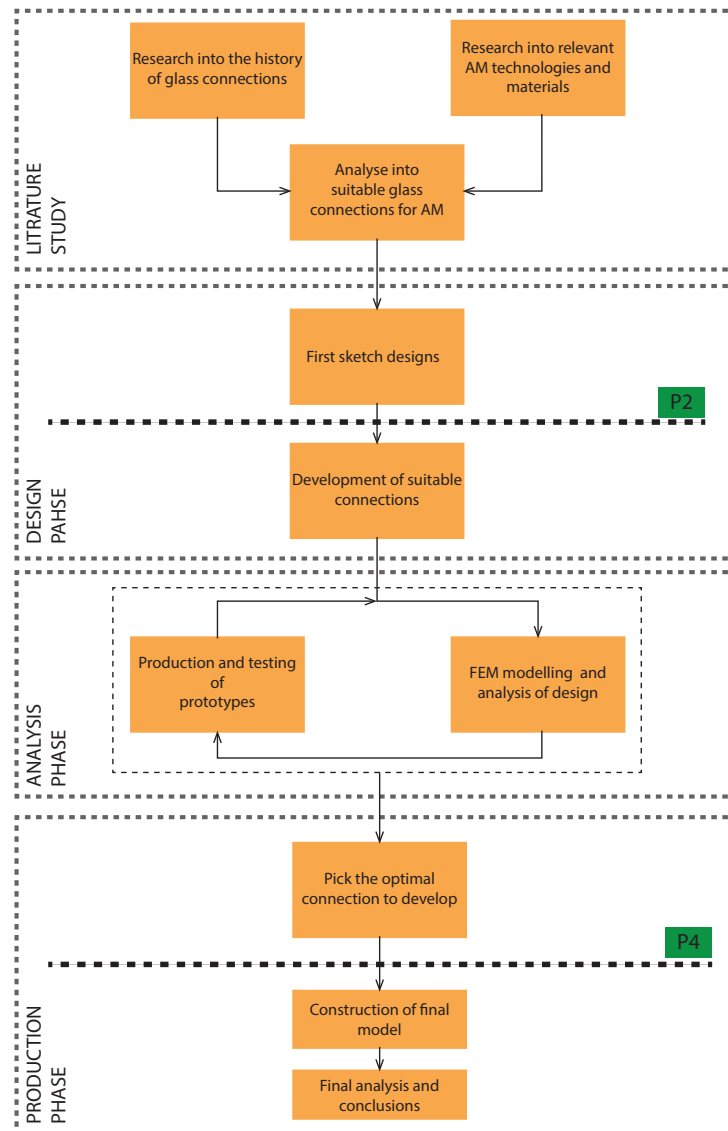 Research into the history
of glass connections
Research into relevant
AM technologies and
materials
Analyse into
suitable glass
connections for AM
LITRATURE
STUDY
First sketch designs
P2
Development of suitable
connections
DESIGN
PAHSE
Production and testing
of
prototypes
FEM modelling and
analysis of design
ANALYSIS
PHASE
Pick the optimal
connection to develop
P4
Construction of final
model
Final analysis and
conclusions
PRODUCTION
PHASE